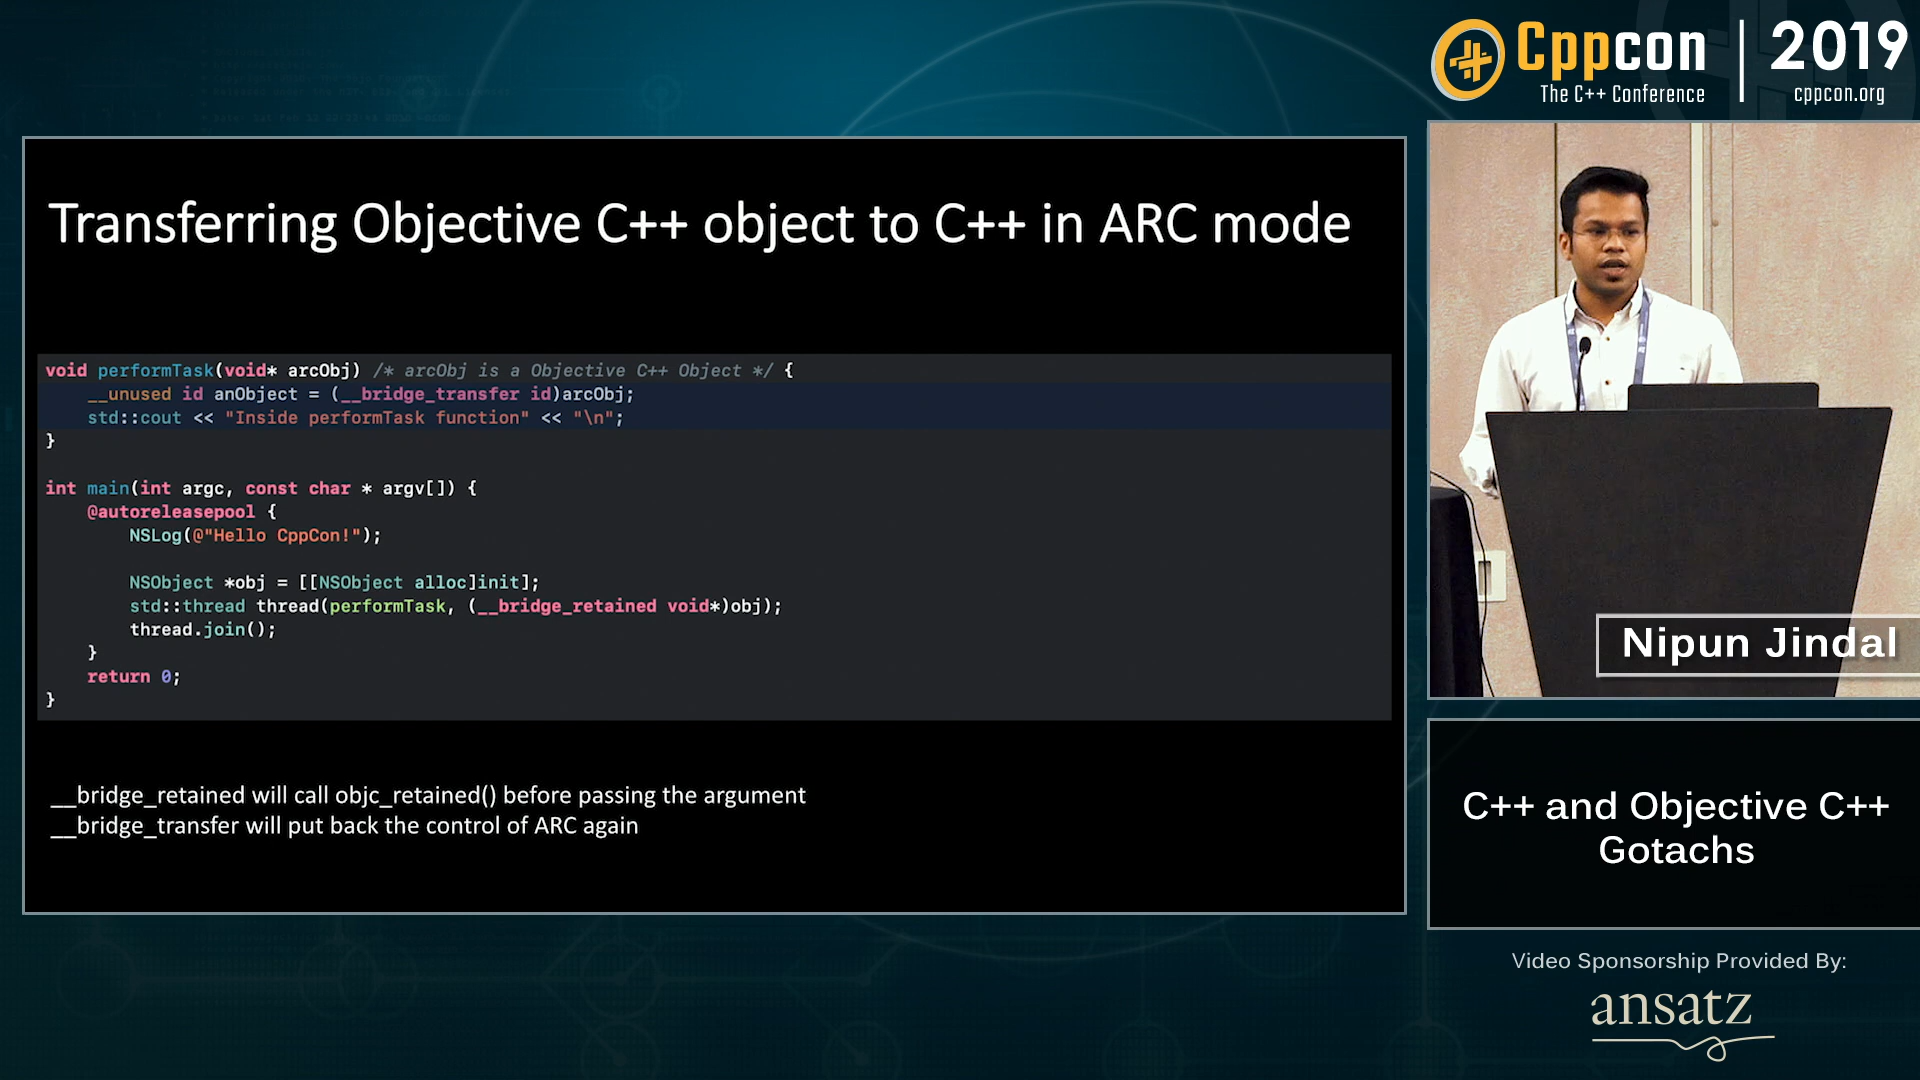 Cppcon | 2019
The C++ Conference
cppcon.org
Transferring Objective C++ object to C++ in ARC mode
void performTask(void* arcObj) /* arcObj is a Objective C++ Object */ {
    __unused id anObject = (__bridge_transfer id)arcObj;
    std::cout << "Inside performTask function" << "\n";
}
int main(int argc, const char * argv[]) {
    @autoreleasepool {
        NSLog(@"Hello CppCon!");
        NSObject *obj = [[NSObject alloc]init];
        std::thread thread(performTask, (__bridge_retained void*)obj);
        thread.join();
    }
    return 0;
}
__bridge_retained will call objc_retained() before passing the argument
__bridge_transfer will put back the control of ARC again
Nipun Jindal
C++ and Objective C++
Gotachs
Video Sponsorship Provided By:
ansatz